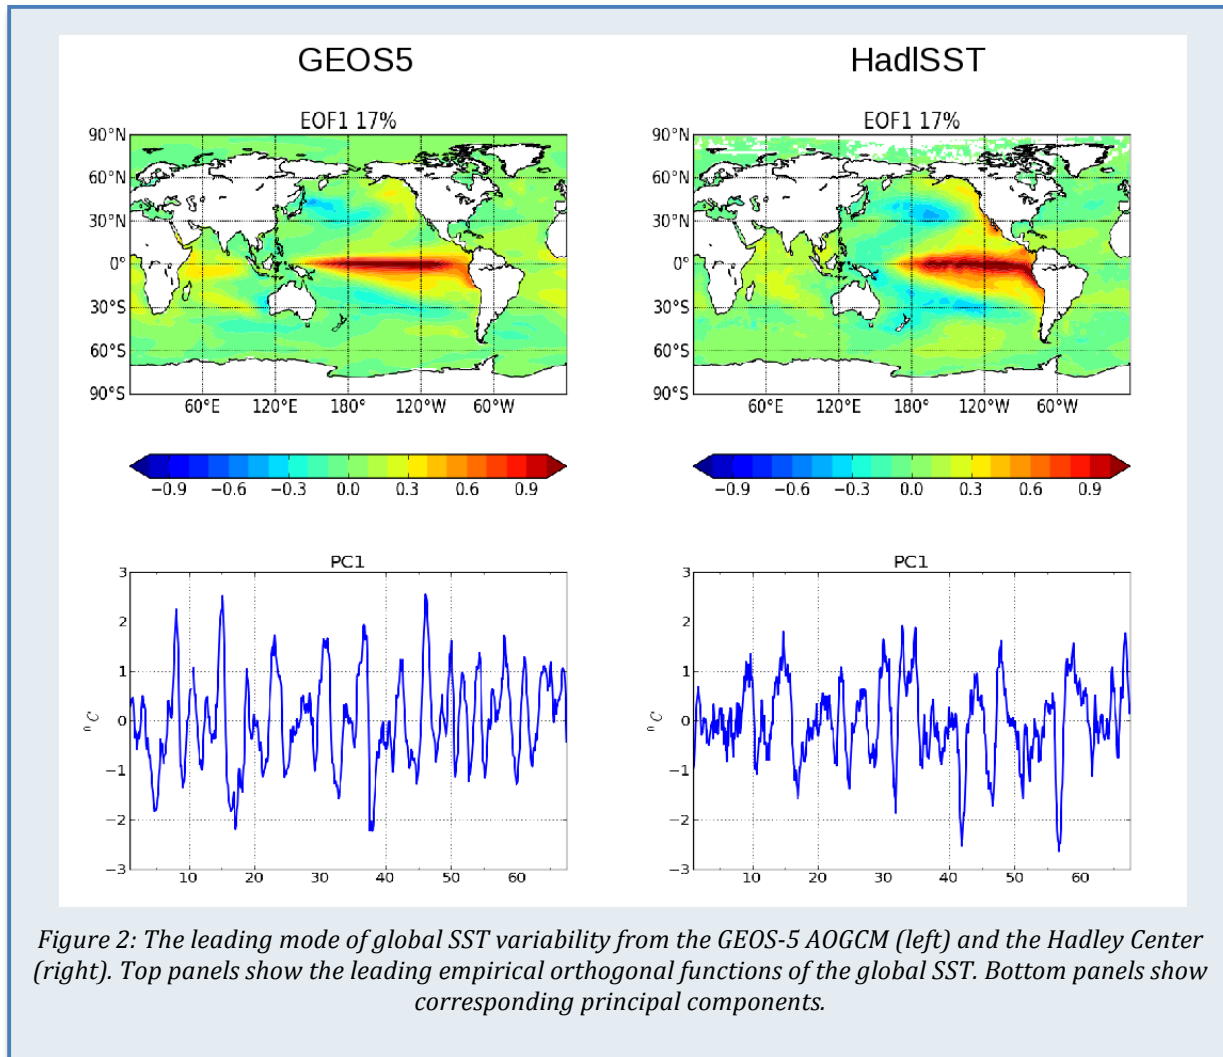 GEOS5
HadISST
EOF1 17%
EOF1 17%
90°N
60°N
30°N
0°
30°S
60°S
90°S
60°E 120°E 180° 120°W 60°W
90°N
60°N
30°N
0°
30°S
60°S
90°S
60°E 120°E 180° 120°W 60°W
−0.9 −0.6 −0.3 0.0 0.3 0.6 0.9
−0.9 −0.6 −0.3 0.0 0.3 0.6 0.9
PC1
3
2
1
0
−1
−2
−3
⁰C
10 20 30 40 50 60
PC1
3
2
1
0
−1
−2
−3
⁰C
10 20 30 40 50 60
Figure 2: The leading mode of global SST variability from the GEOS-5 AOGCM (left) and the Hadley Center
(right). Top panels show the leading empirical orthogonal functions of the global SST. Bottom panels show
corresponding principal components.